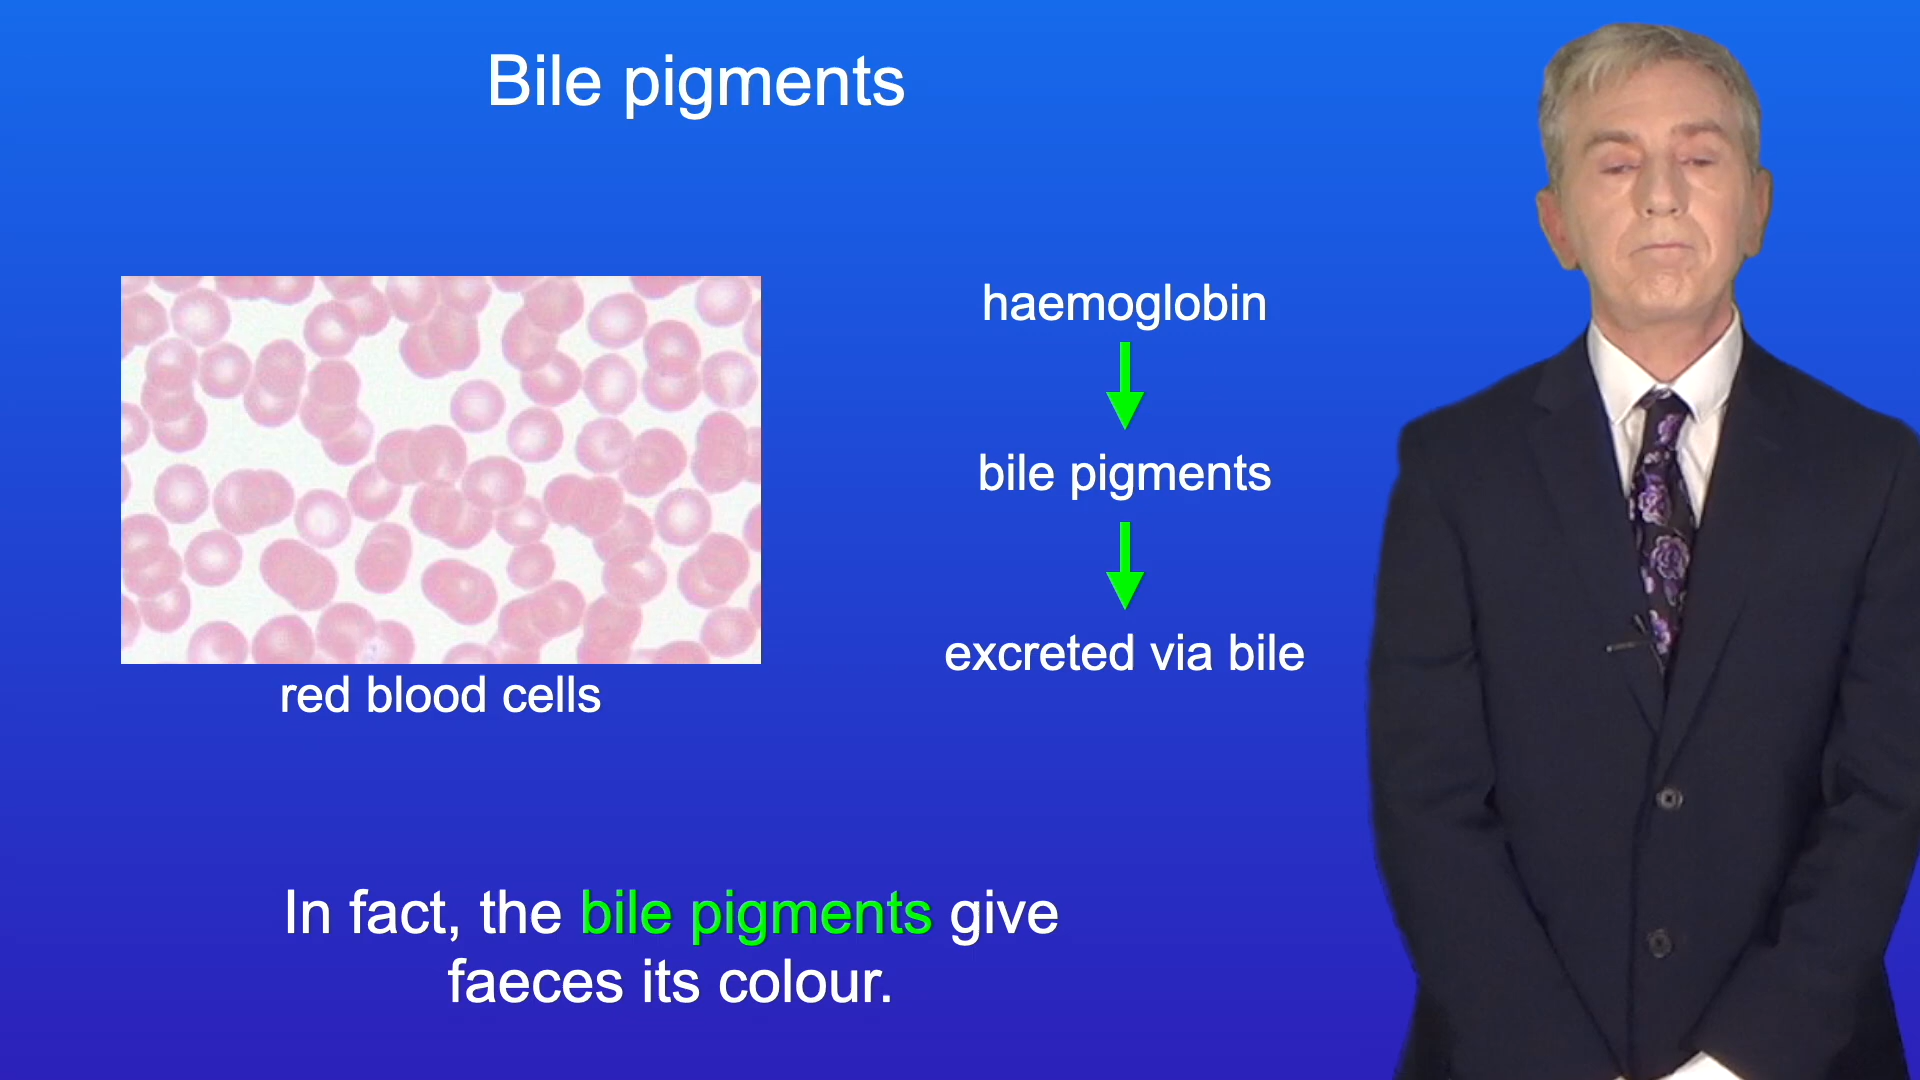 Bile pigments
red blood cells
haemoglobin
bile pigments
excreted via bile
In fact, the bile pigments give
faeces its colour.